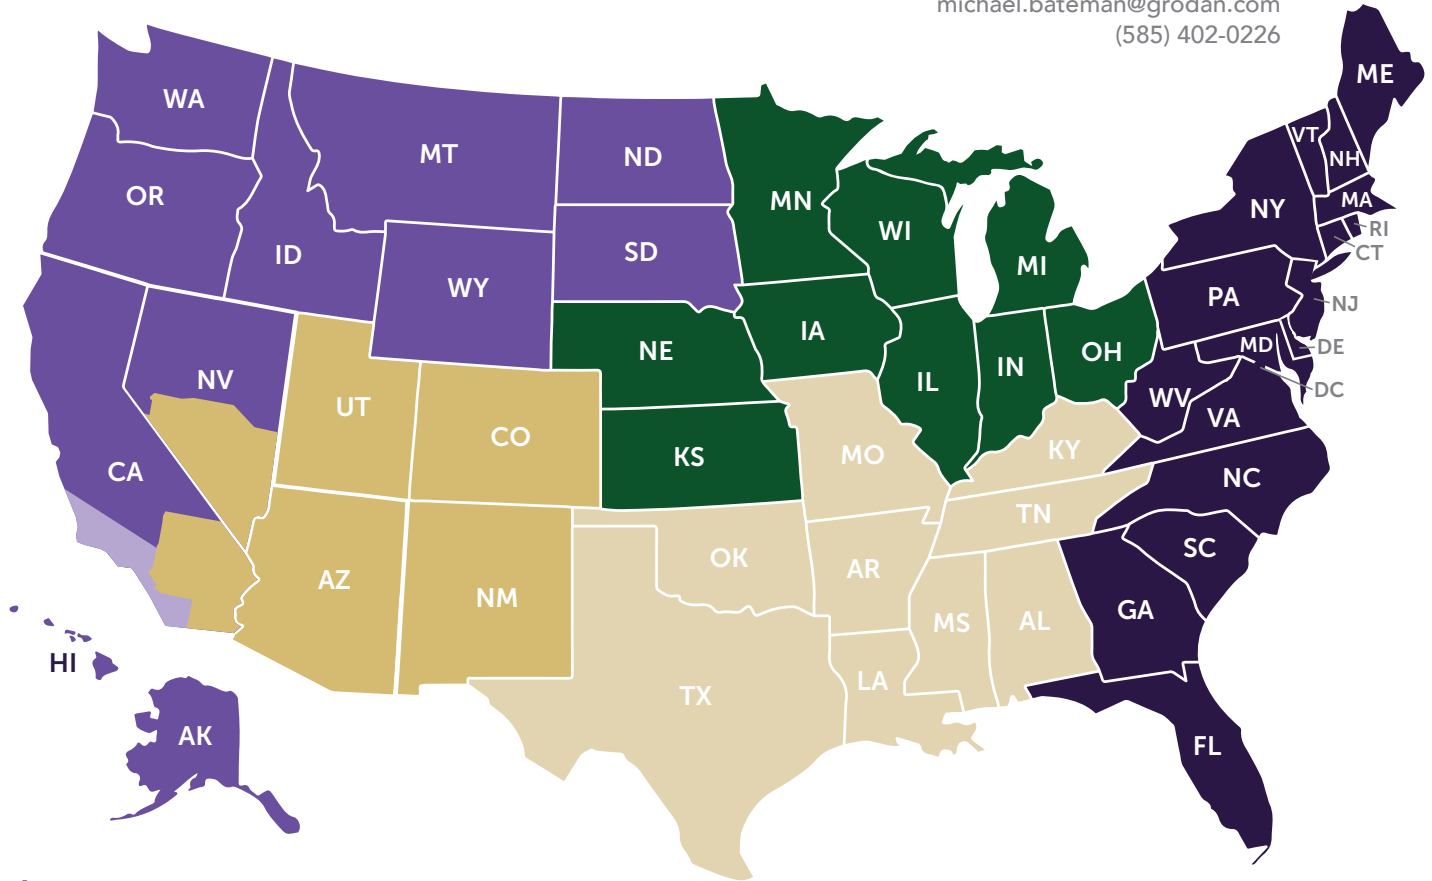 michael.bateman@grodan.com
(585) 402-0226
ME
WA
VT
MT
ND
NH
OR
MN
MA
NY
RI
WI
CT
SD
ID
MI
WY
PA
NJ
IA
NE
DE
MD
OH
IN
NV
IL
DC
UT
WV
VA
CO
KY
MO
KS
CA
NC
TN
SC
OK
AR
AZ
NM
GA
MS
AL
HI
LA
TX
AK
FL